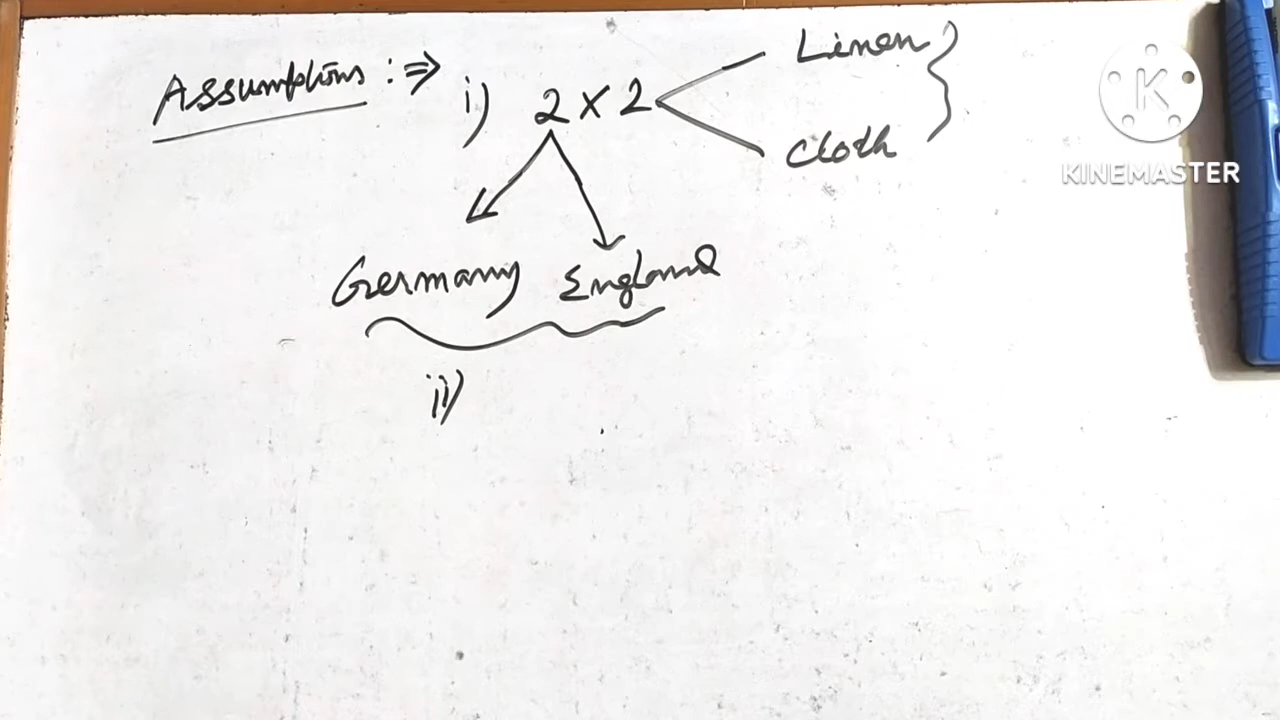 Assumptions :⇒ i) 2 × 2
Linen
Cloth
Germany England
ii)
K
KINEMASTER